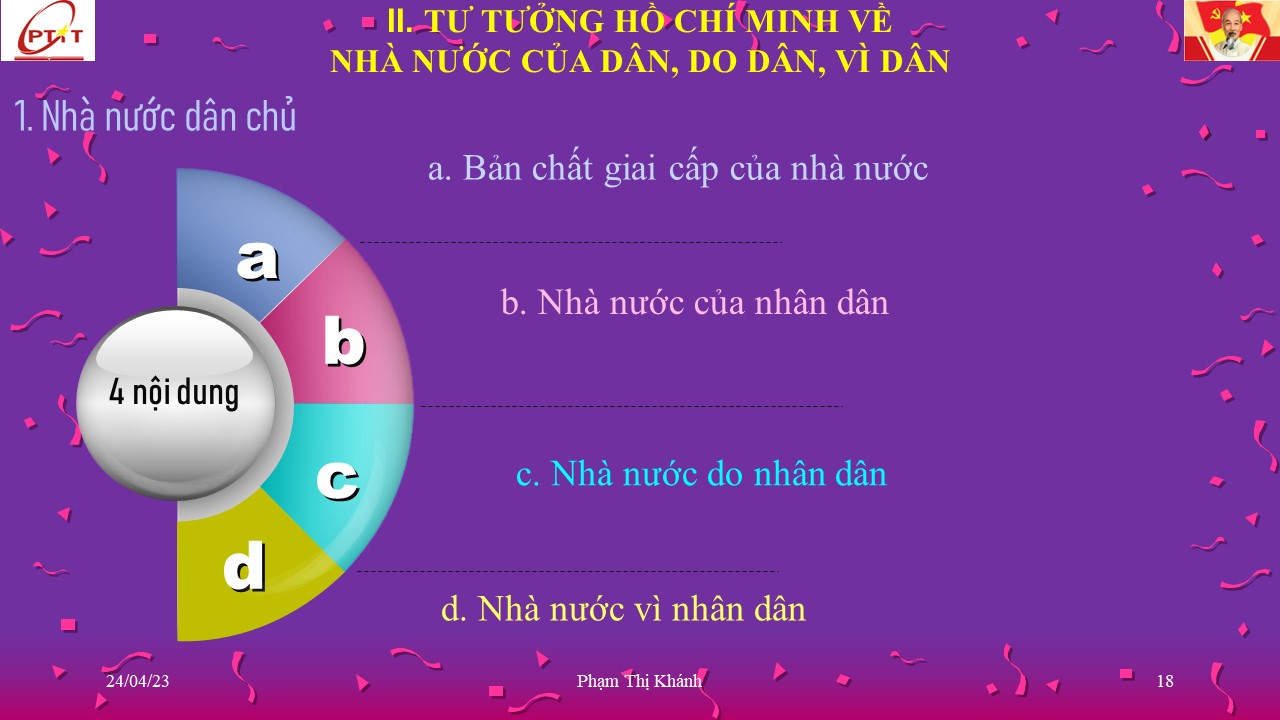 PTIT
II. TƯ TƯỞNG HỒ CHÍ MINH VỀ
NHÀ NƯỚC CỦA DÂN, DO DÂN, VÌ DÂN
1. Nhà nước dân chủ
a. Bản chất giai cấp của nhà nước
a
b. Nhà nước của nhân dân
b
4 nội dung
c. Nhà nước do nhân dân
c
d
d. Nhà nước vì nhân dân
24/04/23
Phạm Thị Khánh
18